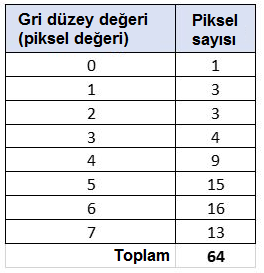 Gri düzey değeri Piksel
(piksel değeri) sayısı
0 1
1 3
2 3
3 4
4 9
5 15
6 16
7 13
Toplam 64